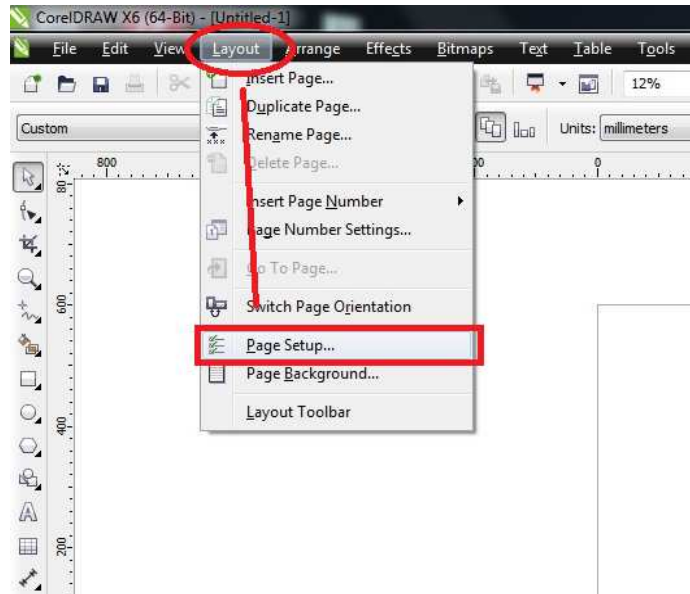 CorelDRAW X6 (64-Bit) - [Untitled-1]
File Edit View Layout Arrange Effects Bitmaps Text Table Tools
12%
Custom
Units: millimeters
Insert Page...
Duplicate Page...
Rename Page...
Delete Page...
Insert Page Number
Page Number Settings...
Go To Page...
Switch Page Orientation
Page Setup...
Page Background...
Layout Toolbar
800
0
80
600
400
200